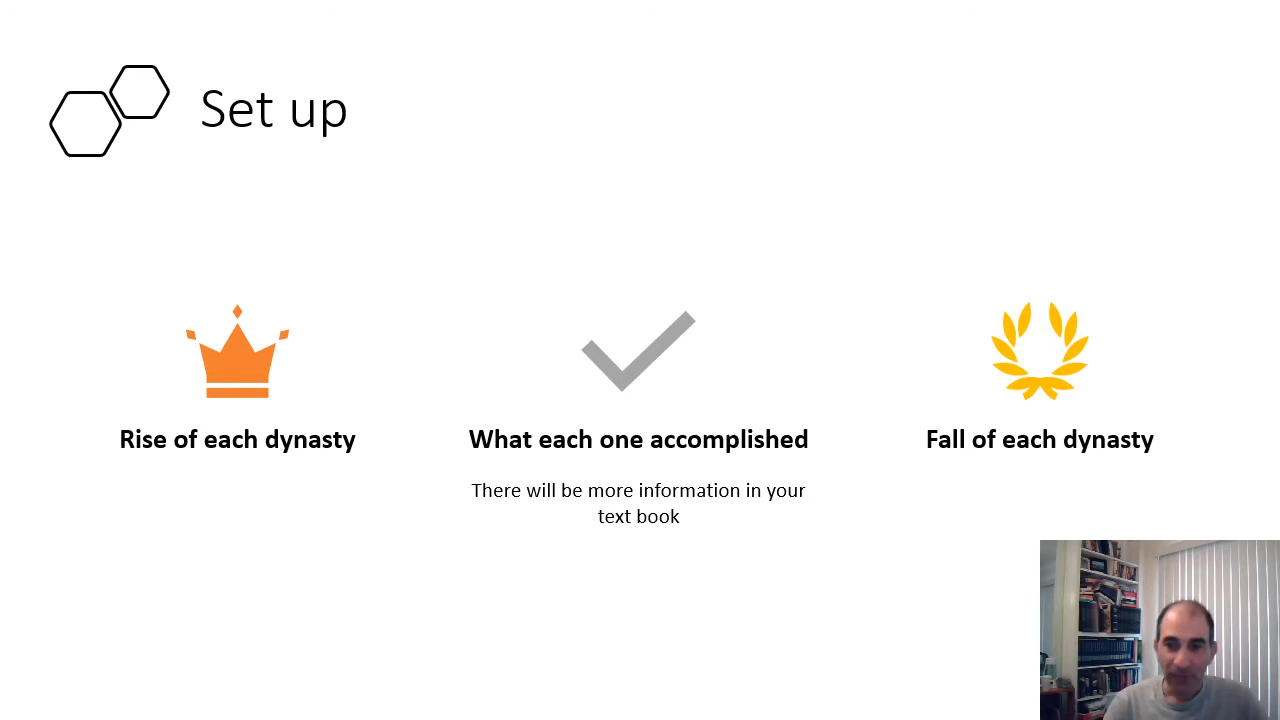 Set up
Rise of each dynasty
What each one accomplished
There will be more information in your
text book
Fall of each dynasty